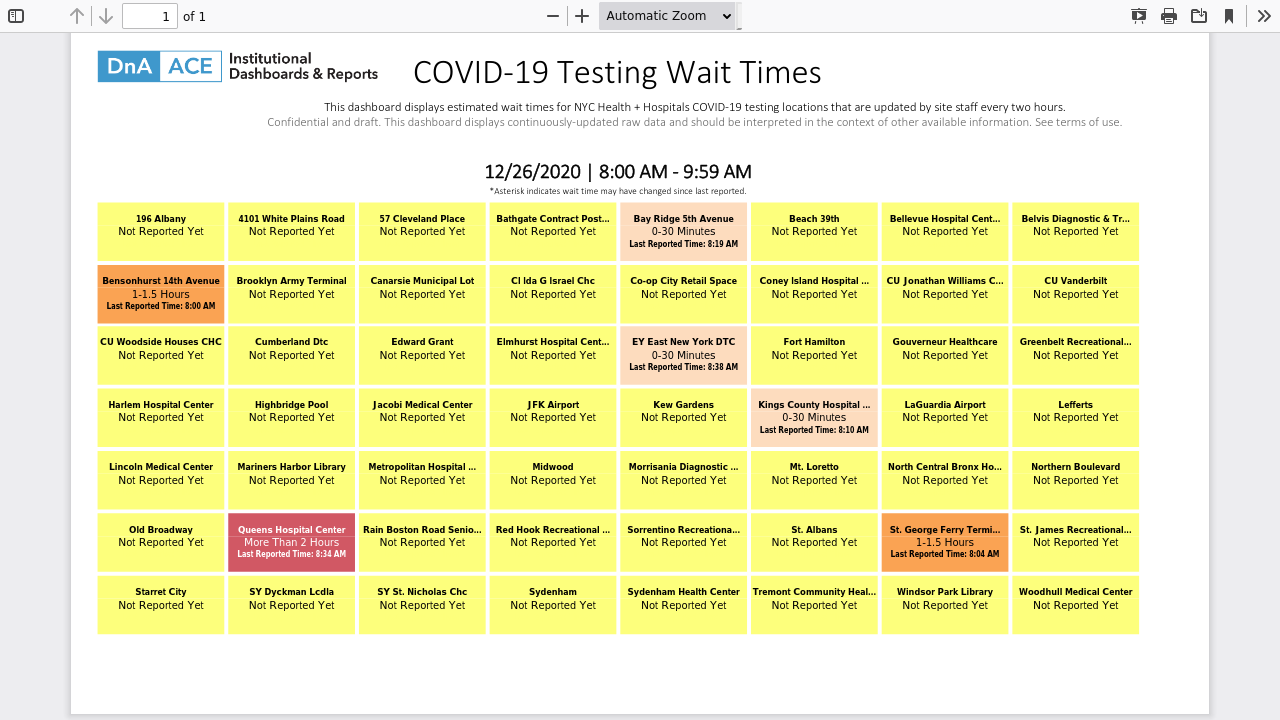 1 of 1 Automatic Zoom
DnA ACE Institutional
Dashboards & Reports
COVID-19 Testing Wait Times
This dashboard displays estimated wait times for NYC Health + Hospitals COVID-19 testing locations that are updated by site staff every two hours.
Confidential and draft. This dashboard displays continuously-updated raw data and should be interpreted in the context of other available information. See terms of use.
12/26/2020 | 8:00 AM - 9:59 AM
*Asterisk indicates wait time may have changed since last reported.
196 Albany
Not Reported Yet
4101 White Plains Road
Not Reported Yet
57 Cleveland Place
Not Reported Yet
Bathgate Contract Post...
Not Reported Yet
Bay Ridge 5th Avenue
0-30 Minutes
Last Reported Time: 8:19 AM
Beach 39th
Not Reported Yet
Bellevue Hospital Cent...
Not Reported Yet
Belvis Diagnostic & Tr...
Not Reported Yet
Bensonhurst 14th Avenue
1-1.5 Hours
Last Reported Time: 8:00 AM
Brooklyn Army Terminal
Not Reported Yet
Canarsie Municipal Lot
Not Reported Yet
Cl Ida G Israel Chc
Not Reported Yet
Co-op City Retail Space
Not Reported Yet
Coney Island Hospital ...
Not Reported Yet
CU Jonathan Williams C...
Not Reported Yet
CU Vanderbilt
Not Reported Yet
CU Woodside Houses CHC
Not Reported Yet
Cumberland Dtc
Not Reported Yet
Edward Grant
Not Reported Yet
Elmhurst Hospital Cent...
Not Reported Yet
EY East New York DTC
0-30 Minutes
Last Reported Time: 8:38 AM
Fort Hamilton
Not Reported Yet
Gouverneur Healthcare
Not Reported Yet
Greenbelt Recreational...
Not Reported Yet
Harlem Hospital Center
Not Reported Yet
Highbridge Pool
Not Reported Yet
Jacobi Medical Center
Not Reported Yet
JFK Airport
Not Reported Yet
Kew Gardens
Not Reported Yet
Kings County Hospital ...
0-30 Minutes
Last Reported Time: 8:10 AM
LaGuardia Airport
Not Reported Yet
Lefferts
Not Reported Yet
Lincoln Medical Center
Not Reported Yet
Mariners Harbor Library
Not Reported Yet
Metropolitan Hospital ...
Not Reported Yet
Midwood
Not Reported Yet
Morrisania Diagnostic ...
Not Reported Yet
Mt. Loretto
Not Reported Yet
North Central Bronx Ho...
Not Reported Yet
Northern Boulevard
Not Reported Yet
Old Broadway
Not Reported Yet
Queens Hospital Center
More Than 2 Hours
Last Reported Time: 8:34 AM
Rain Boston Road Senio...
Not Reported Yet
Red Hook Recreational ...
Not Reported Yet
Sorrentino Recreationa...
Not Reported Yet
St. Albans
Not Reported Yet
St. George Ferry Termi...
1-1.5 Hours
Last Reported Time: 8:04 AM
St. James Recreational...
Not Reported Yet
Starret City
Not Reported Yet
SY Dyckman Lcdla
Not Reported Yet
SY St. Nicholas Chc
Not Reported Yet
Sydenham
Not Reported Yet
Sydenham Health Center
Not Reported Yet
Tremont Community Heal...
Not Reported Yet
Windsor Park Library
Not Reported Yet
Woodhull Medical Center
Not Reported Yet